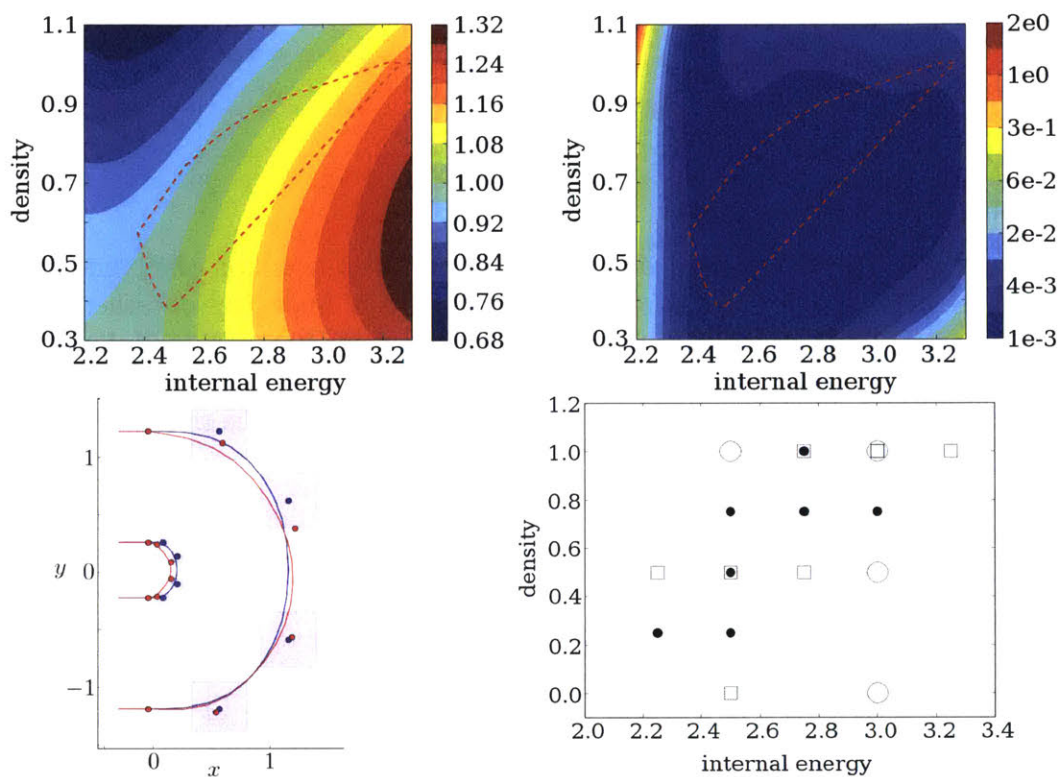 1.1
0.9
0.7
0.5
0.3
density
2.2 2.4 2.6 2.8 3.0 3.2
internal energy
1.32
1.24
1.16
1.08
1.00
0.92
0.84
0.76
0.68
1.1
0.9
0.7
0.5
0.3
density
2.2 2.4 2.6 2.8 3.0 3.2
internal energy
2e0
1e0
3e-1
6e-2
2e-2
4e-3
1e-3
1
y 0
−1
0 1
x
1.2
1.0
0.8
0.6
0.4
0.2
0.0
density
2.0 2.2 2.4 2.6 2.8 3.0 3.2 3.4
internal energy